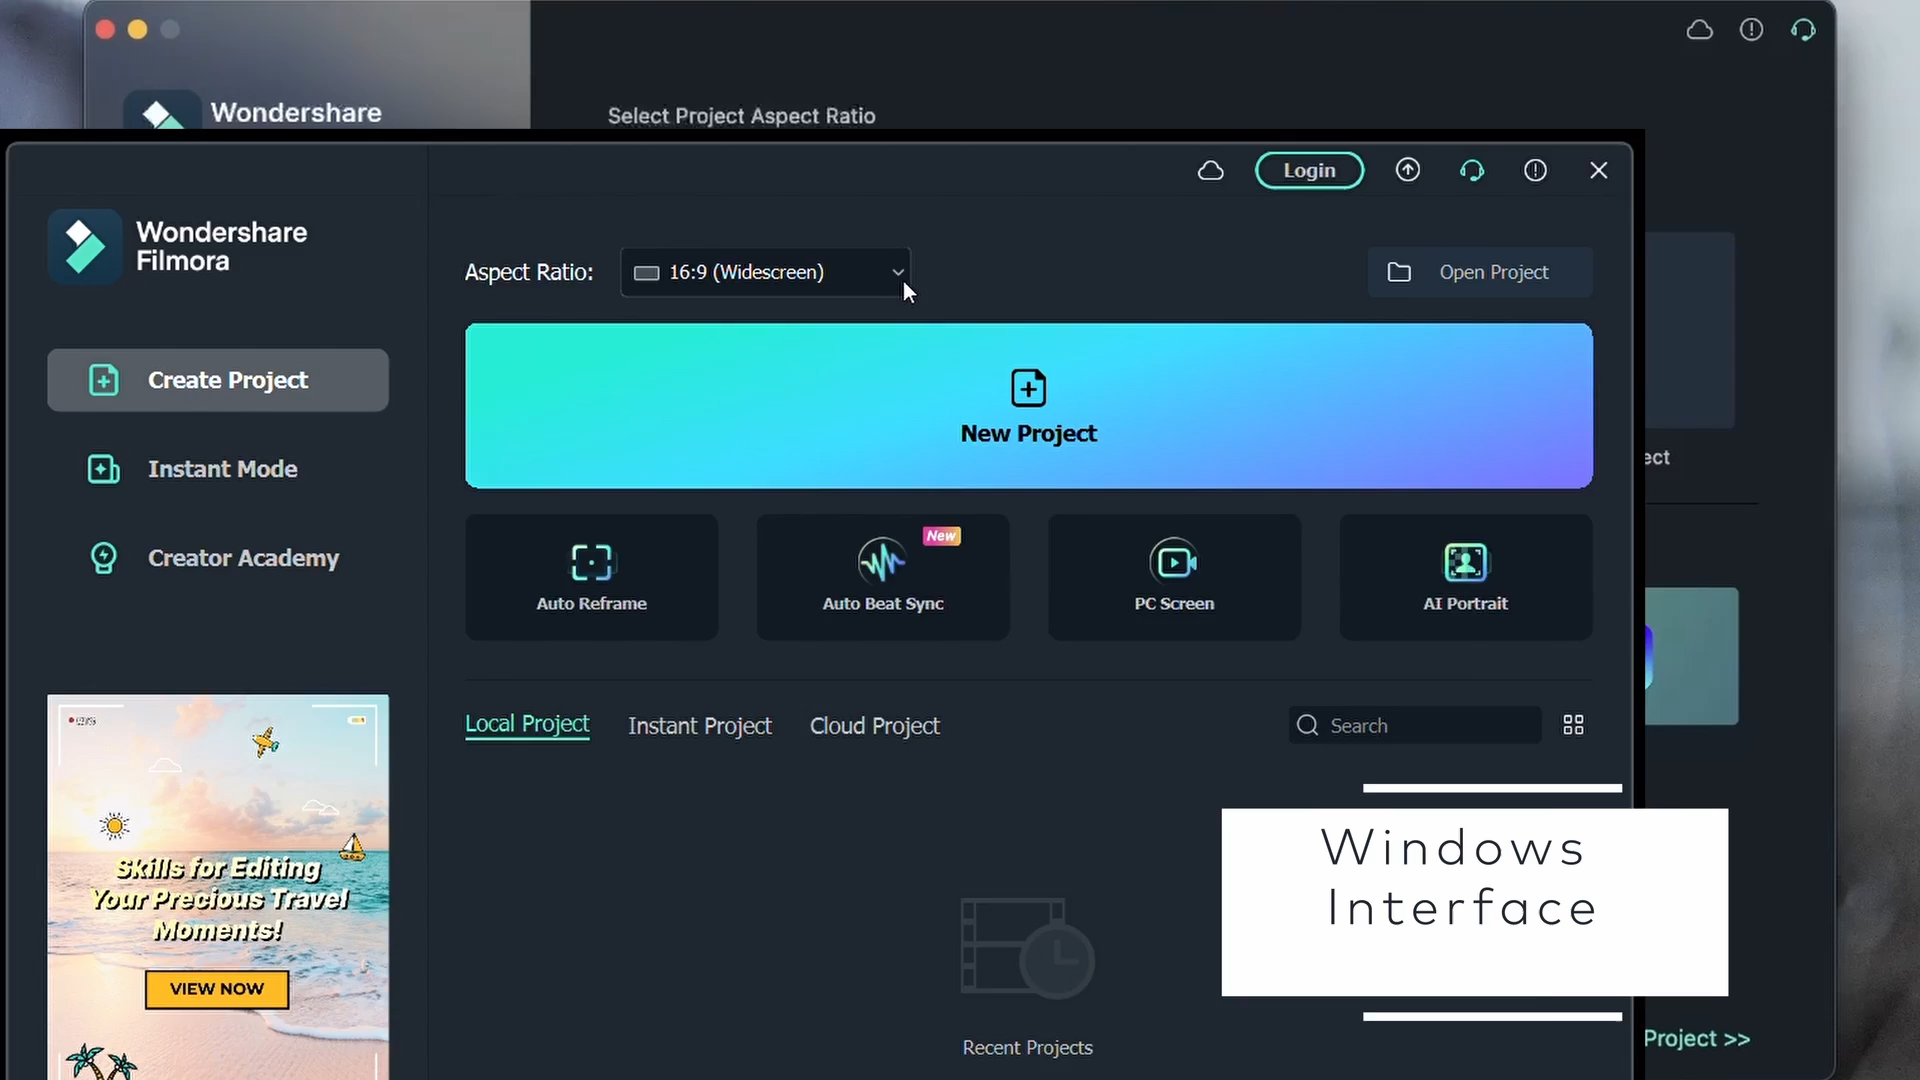 Wondershare
Select Project Aspect Ratio
Login
Wondershare
Filmora
Aspect Ratio:
16:9 (Widescreen)
Open Project
Create Project
New Project
ect
Instant Mode
Creator Academy
New
Auto Reframe
Auto Beat Sync
PC Screen
AI Portrait
Local Project
Instant Project
Cloud Project
Search
Skills for Editing
Your Precious Travel
Moments!
VIEW NOW
Windows
Interface
Recent Projects
Project >>